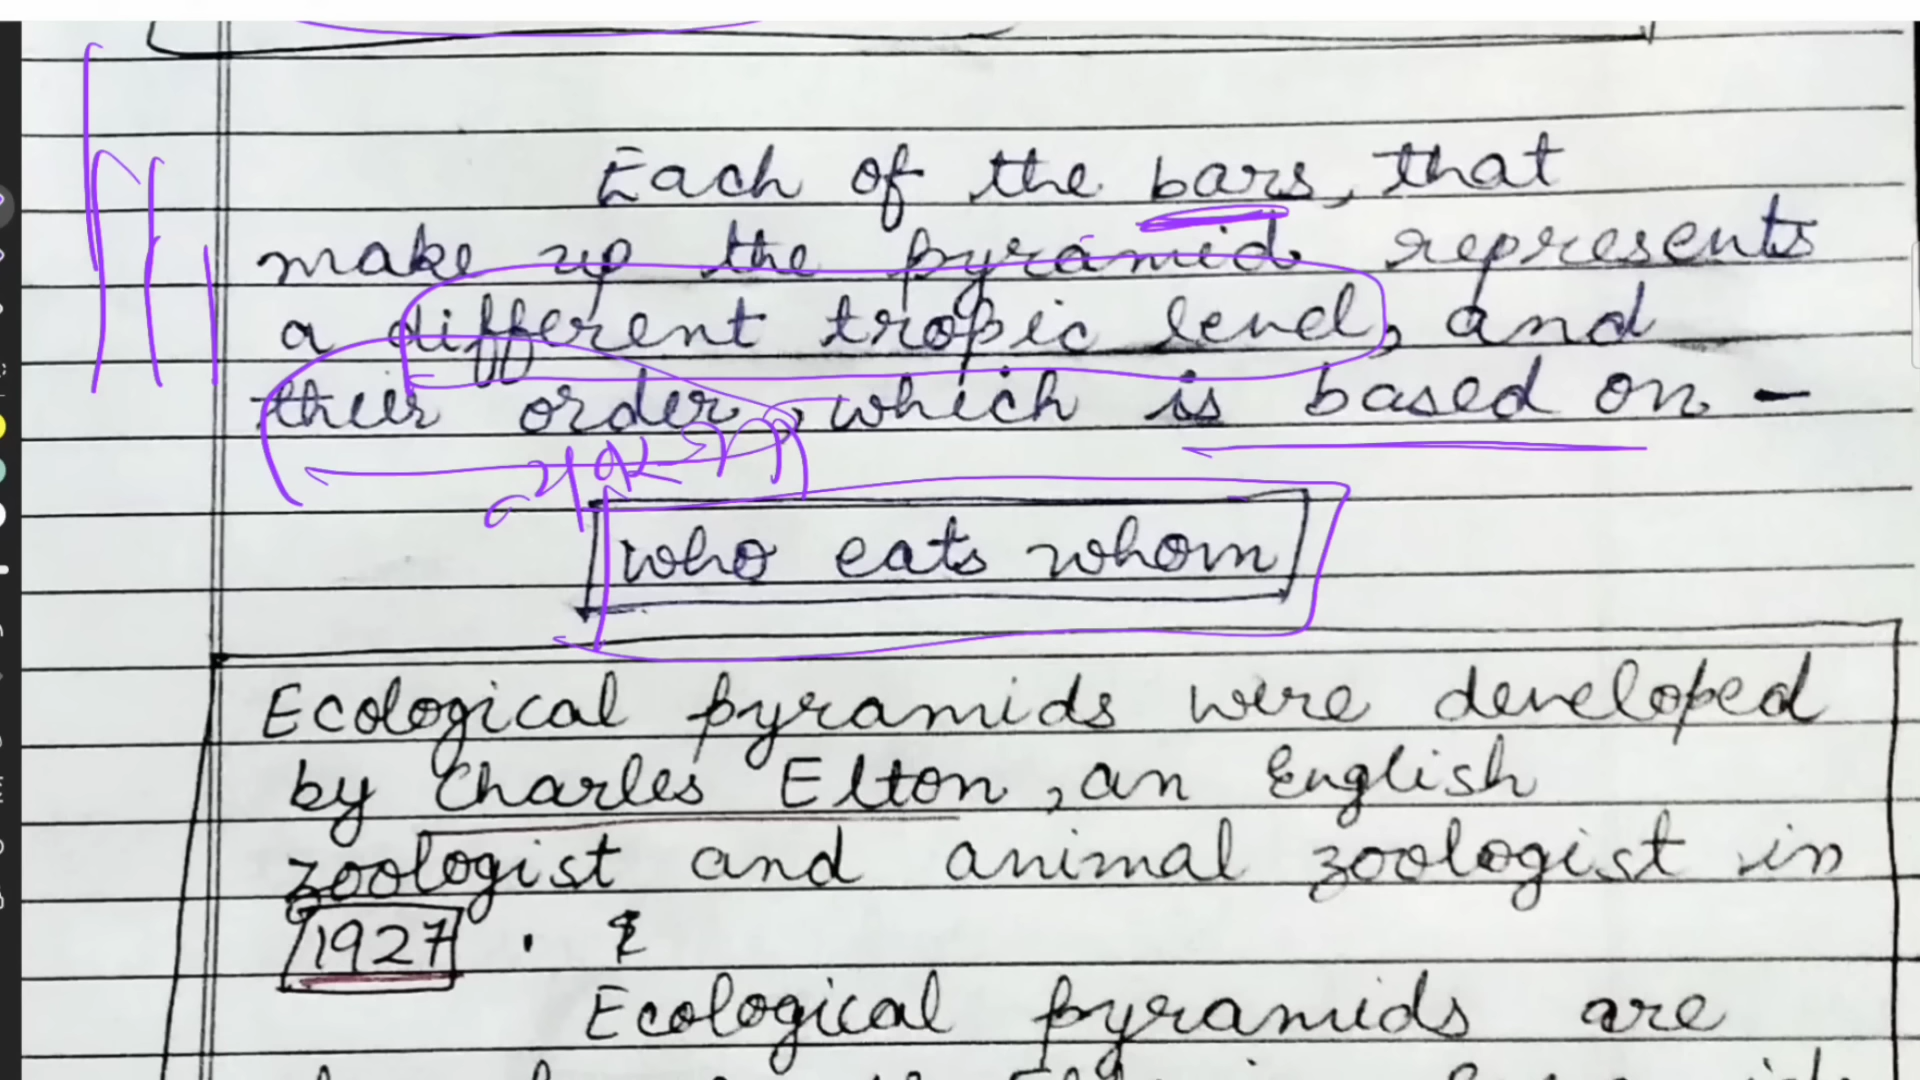 Each of the bars, that
make up the pyramid represents
a different tropic level, and
their order, which is based on -
who eats whom
Ecological pyramids were developed
by Charles Elton, an English
zoologist and animal zoologist in
1927.
Ecological pyramids are